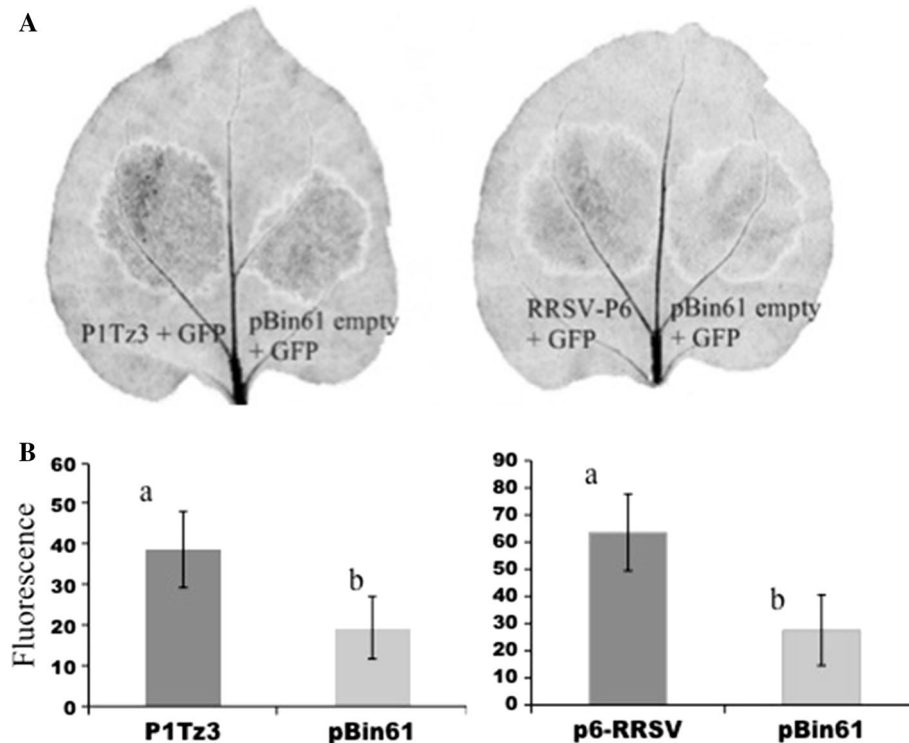 A
P1Tz3 + GFP
pBin61 empty
+ GFP
RRSV-P6
+ GFP
pBin61 empty
+ GFP
B
Fluorescence
60
50
40
30
20
10
0
a
b
P1Tz3
pBin61
90
80
70
60
50
40
30
20
10
0
a
b
p6-RRSV
pBin61